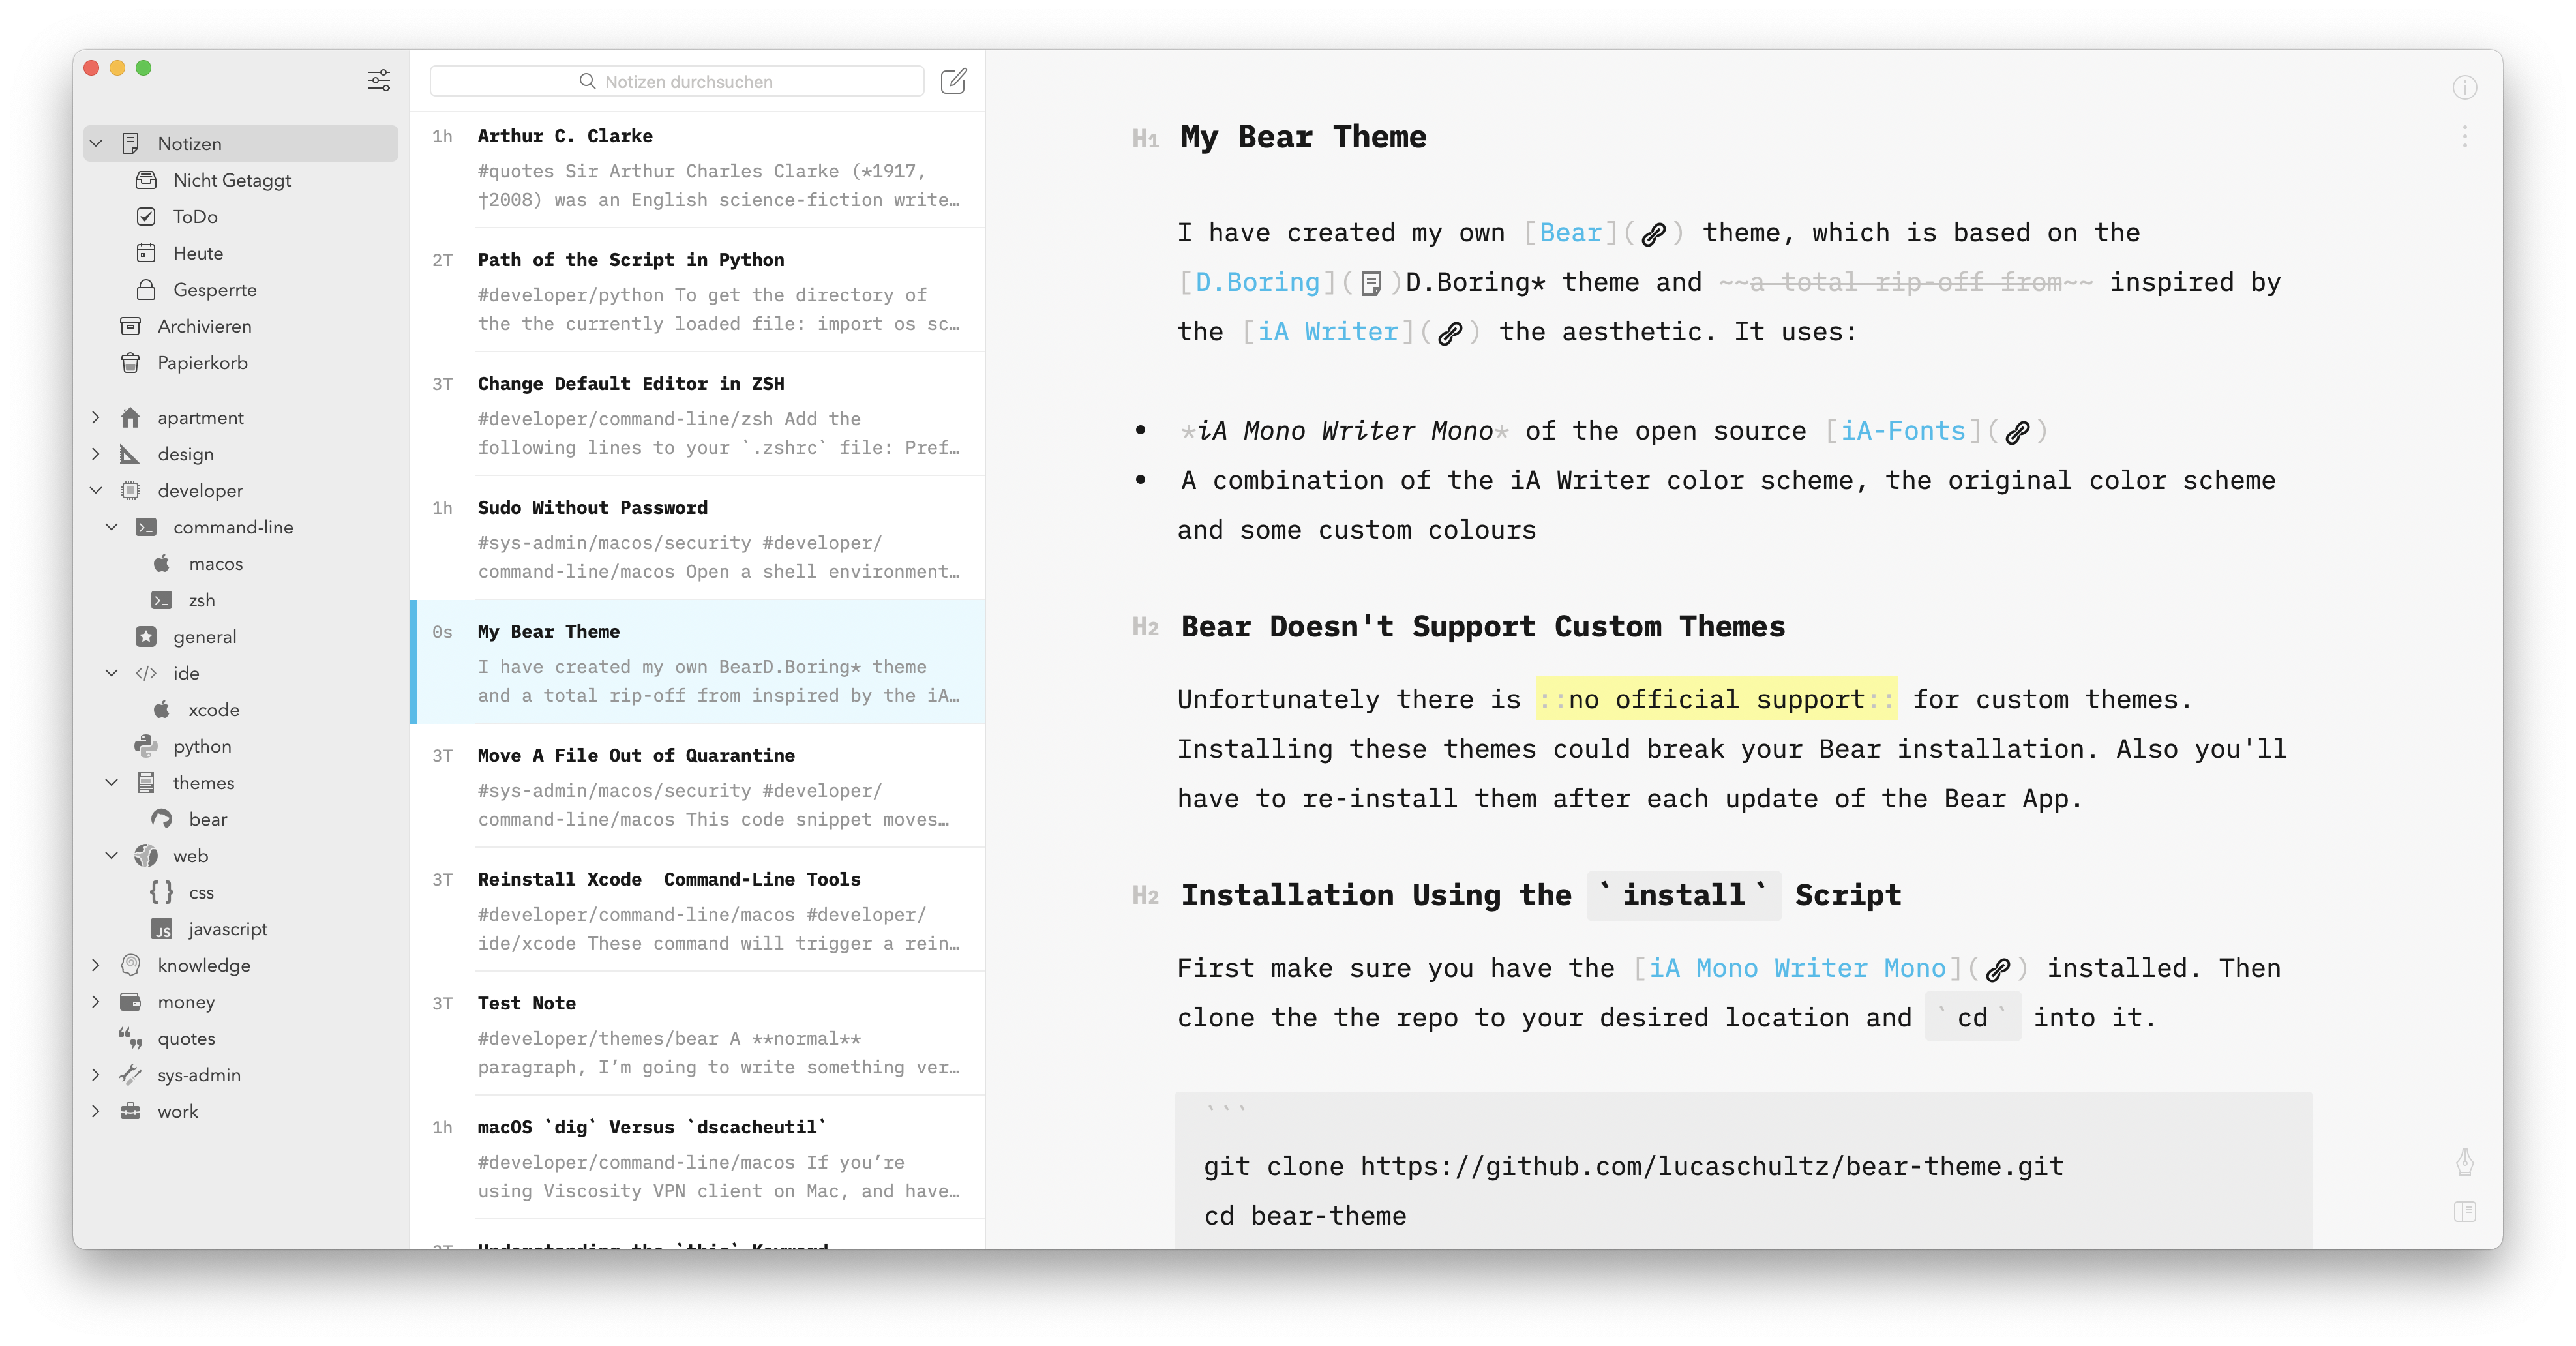 Notizen
Nicht Getaggt
ToDo
Heute
Gesperrte
Archivieren
Papierkorb
apartment
design
developer
command-line
macos
zsh
general
ide
xcode
python
themes
bear
web
css
JS javascript
knowledge
money
quotes
sys-admin
work
Notizen durchsuchen
1h Arthur C. Clarke
#quotes Sir Arthur Charles Clarke (*1917,
†2008) was an English science-fiction write…
2T Path of the Script in Python
#developer/python To get the directory of
the the currently loaded file: import os sc…
3T Change Default Editor in ZSH
#developer/command-line/zsh Add the
following lines to your `.zshrc` file: Pref…
1h Sudo Without Password
#sys-admin/macos/security #developer/
command-line/macos Open a shell environment…
0s My Bear Theme
I have created my own BearD.Boring* theme
and a total rip-off from inspired by the iA…
3T Move A File Out of Quarantine
#sys-admin/macos/security #developer/
command-line/macos This code snippet moves…
3T Reinstall Xcode  Command-Line Tools
#developer/command-line/macos #developer/
ide/xcode These command will trigger a rein…
3T Test Note
#developer/themes/bear A **normal**
paragraph, I’m going to write something ver…
1h macOS `dig` Versus `dscacheutil`
#developer/command-line/macos If you’re
using Viscosity VPN client on Mac, and have…
3T Understanding the `this` Keyword
H1 My Bear Theme
I have created my own [Bear]() theme, which is based on the
[D.Boring]()D.Boring* theme and ~~a total rip-off from~~ inspired by
the [iA Writer]() the aesthetic. It uses:
• *iA Mono Writer Mono* of the open source [iA-Fonts]()
• A combination of the iA Writer color scheme, the original color scheme
and some custom colours
H2 Bear Doesn't Support Custom Themes
Unfortunately there is ::no official support:: for custom themes.
Installing these themes could break your Bear installation. Also you'll
have to re-install them after each update of the Bear App.
H2 Installation Using the `install` Script
First make sure you have the [iA Mono Writer Mono]() installed. Then
clone the the repo to your desired location and `cd` into it.
```
git clone https://github.com/lucaschultz/bear-theme.git
cd bear-theme